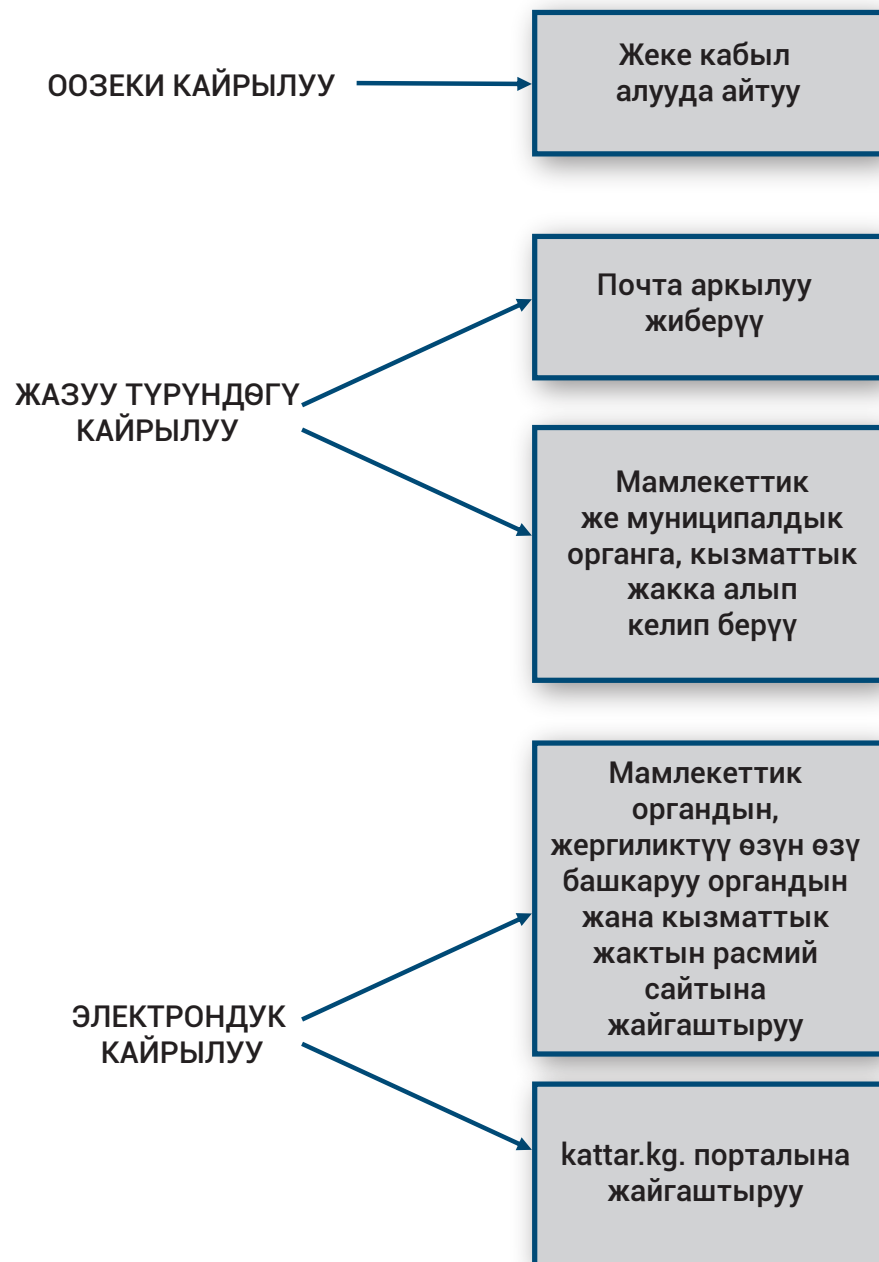 ООЗЕКИ КАЙРЫЛУУ
Жеке кабыл
алууда айтуу
ЖАЗУУ ТҮРҮНДӨГҮ
КАЙРЫЛУУ
Почта аркылуу
жиберүү
Мамлекеттик
же муниципалдык
органга, кызматтык
жакка алып
келип берүү
ЭЛЕКТРОНДУК
КАЙРЫЛУУ
Мамлекеттик
органдын,
жергиликтүү өзүн өзү
башкаруу органдын
жана кызматтык
жактын расмий
сайтына
жайгаштыруу
kattar.kg. порталына
жайгаштыруу